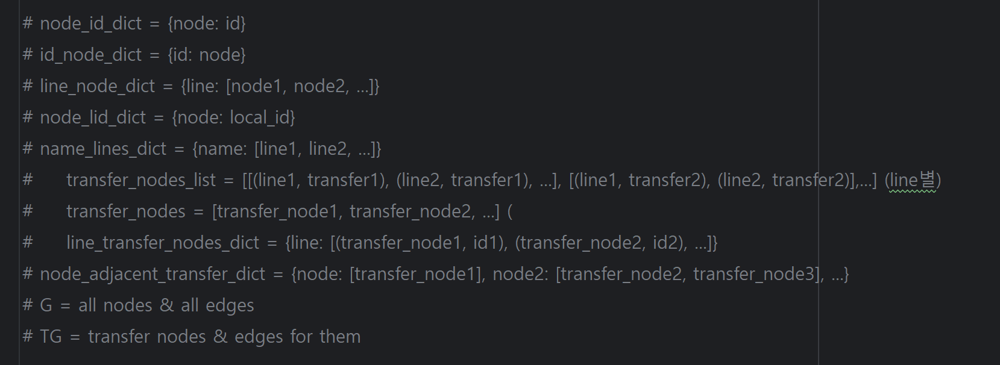 # node_id_dict = {node: id}
# id_node_dict = {id: node}
# line_node_dict = {line: [node1, node2, ...]}
# node_lid_dict = {node: local_id}
# name_lines_dict = {name: [line1, line2, ...]}
#     transfer_nodes_list = [[(line1, transfer1), (line2, transfer1), ...], [(line1, transfer2), (line2, transfer2)],...] (line별)
#     transfer_nodes = [transfer_node1, transfer_node2, ...] (
#     line_transfer_nodes_dict = {line: [(transfer_node1, id1), (transfer_node2, id2), ...]}
# node_adjacent_transfer_dict = {node: [transfer_node1], node2: [transfer_node2, transfer_node3], ...}
# G = all nodes & all edges
# TG = transfer nodes & edges for them